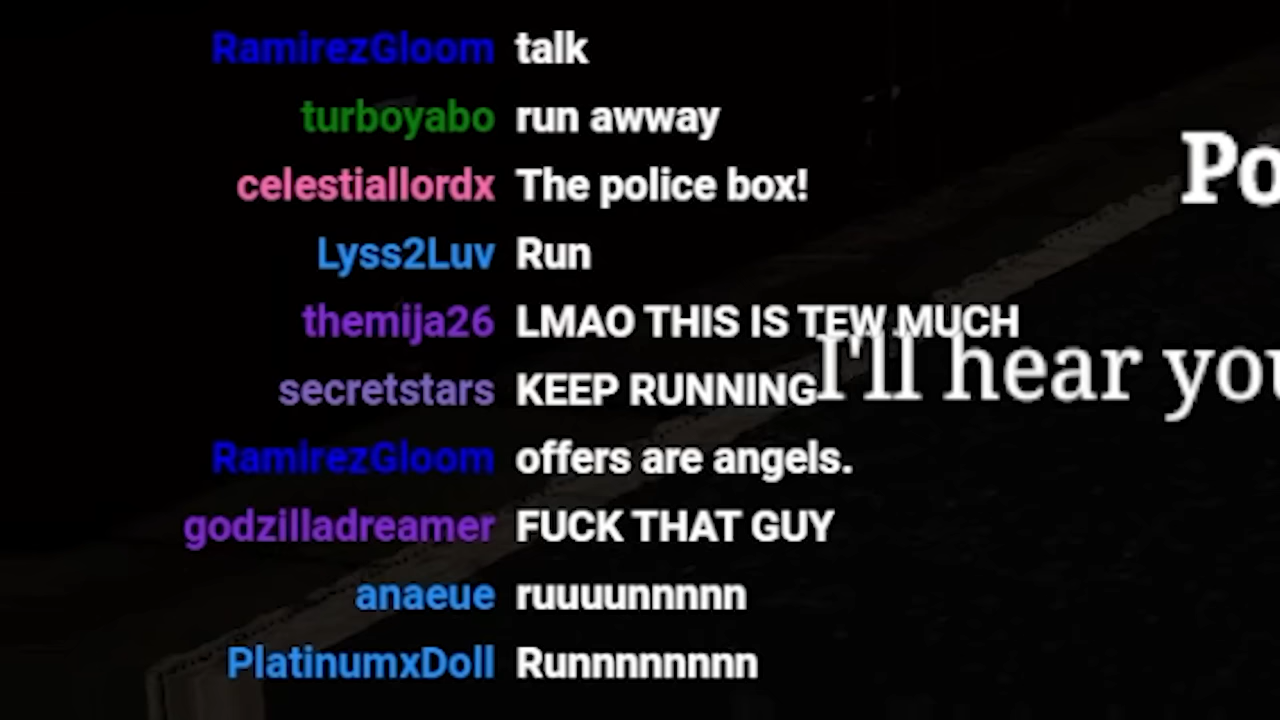 RamirezGloom talk
turboyabo run awway
Po
celestiallordx The police box!
Lyss2Luv Run
themija26 LMAO THIS IS TEW MUCH
I'll hear you
secretstars KEEP RUNNING
RamirezGloom offers are angels.
godzilladreamer FUCK THAT GUY
anaeue ruuuunnnnn
PlatinumxDoll Runnnnnnnn